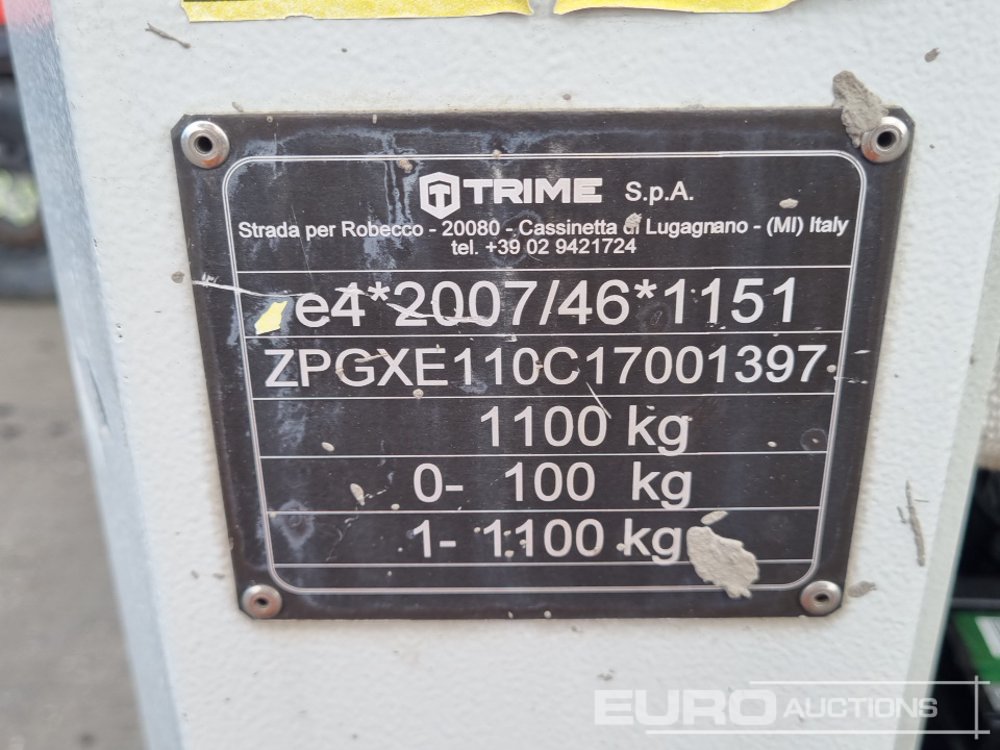 TRIME S.p.A.
Strada per Robecco - 20080 - Cassinetta di Lugagnano - (MI) Italy
tel. +39 02 9421724
e4*2007/46*1151
ZPGXE110C17001397
1100 kg
0- 100 kg
1- 1100 kg
EURO AUCTIONS